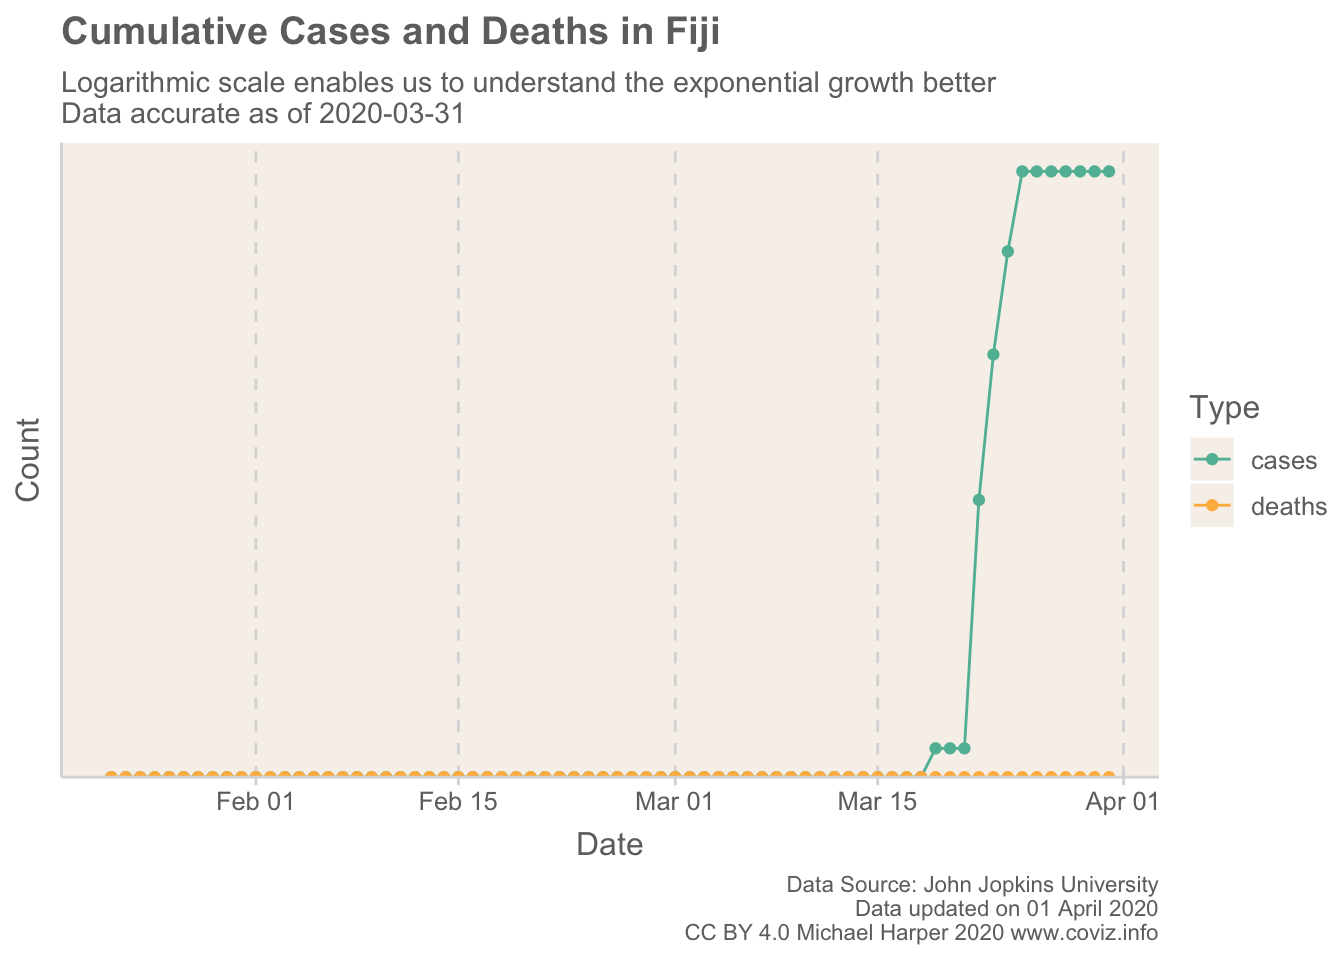 Cumulative Cases and Deaths in Fiji
Logarithmic scale enables us to understand the exponential growth better
Data accurate as of 2020-03-31
Count
Type
cases
deaths
Feb 01
Feb 15
Mar 01
Mar 15
Apr 01
Date
Data Source: John Jopkins University
Data updated on 01 April 2020
CC BY 4.0 Michael Harper 2020 www.coviz.info